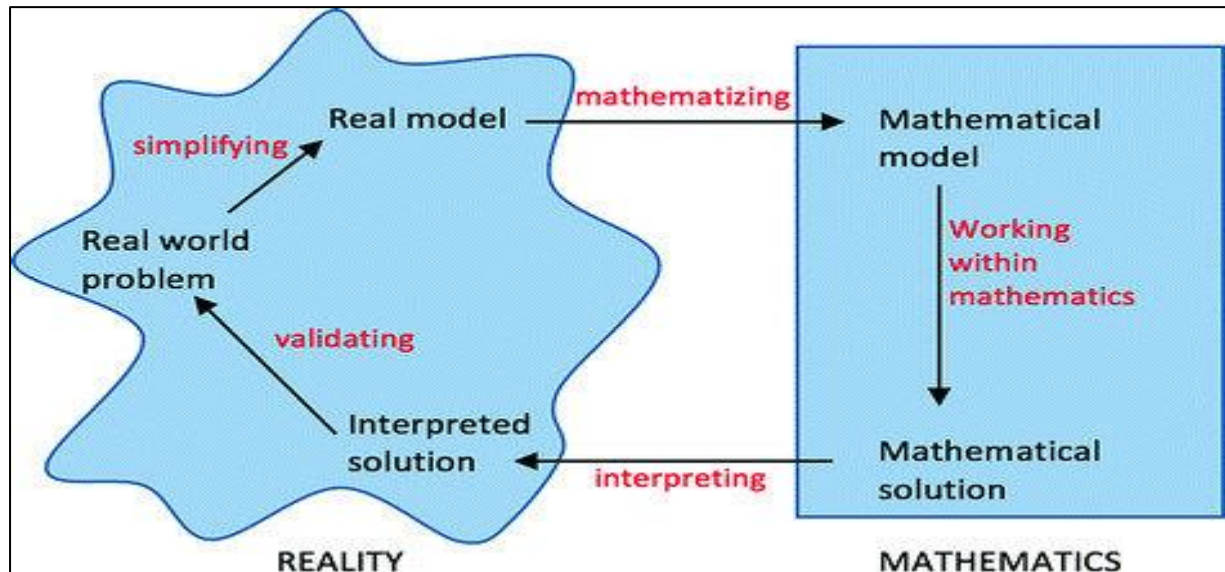 mathematizing
Real model
Mathematical
model
simplifying
Real world
problem
Working
within
mathematics
validating
Interpreted
solution
Mathematical
solution
interpreting
REALITY
MATHEMATICS